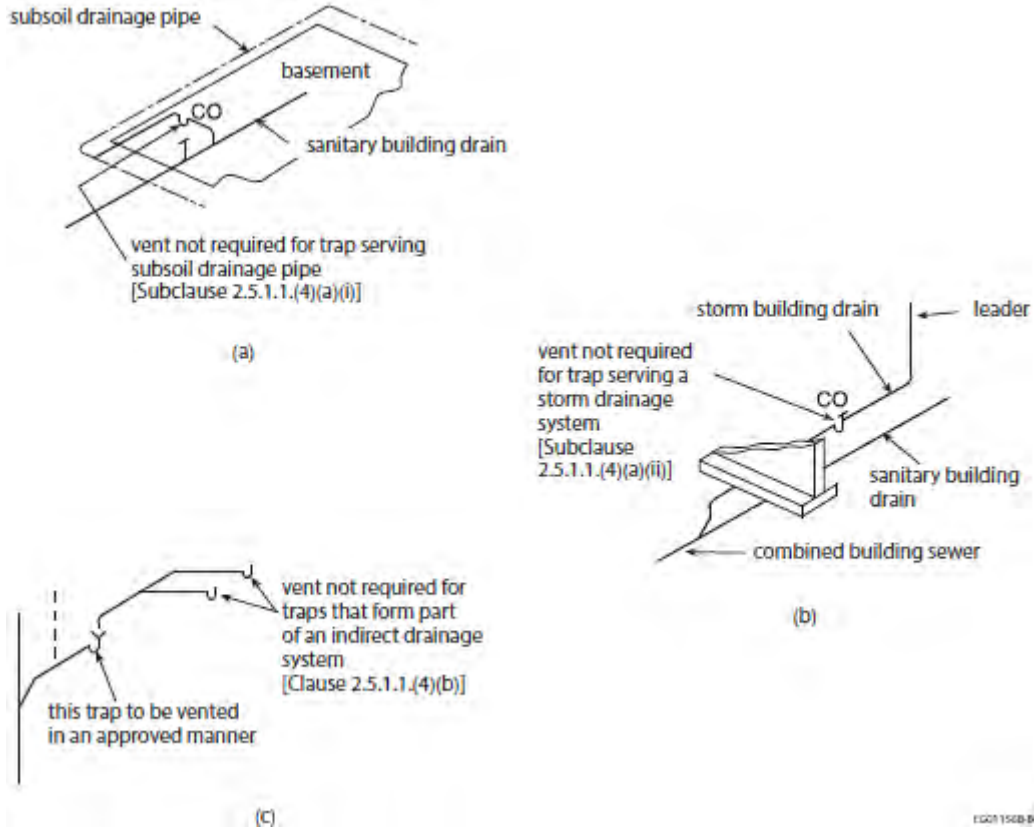 subsoil drainage pipe
basement
CO
sanitary building drain
vent not required for trap serving
subsoil drainage pipe
[Subclause 2.5.1.1.(4)(a)(i)]
(a)
storm building drain
leader
vent not required
for trap serving a
storm drainage
system
[Subclause
2.5.1.1.(4)(a)(ii)]
CO
sanitary building
drain
combined building sewer
(b)
vent not required for
traps that form part
of an indirect drainage
system
[Clause 2.5.1.1.(4)(b)]
this trap to be vented
in an approved manner
(c)